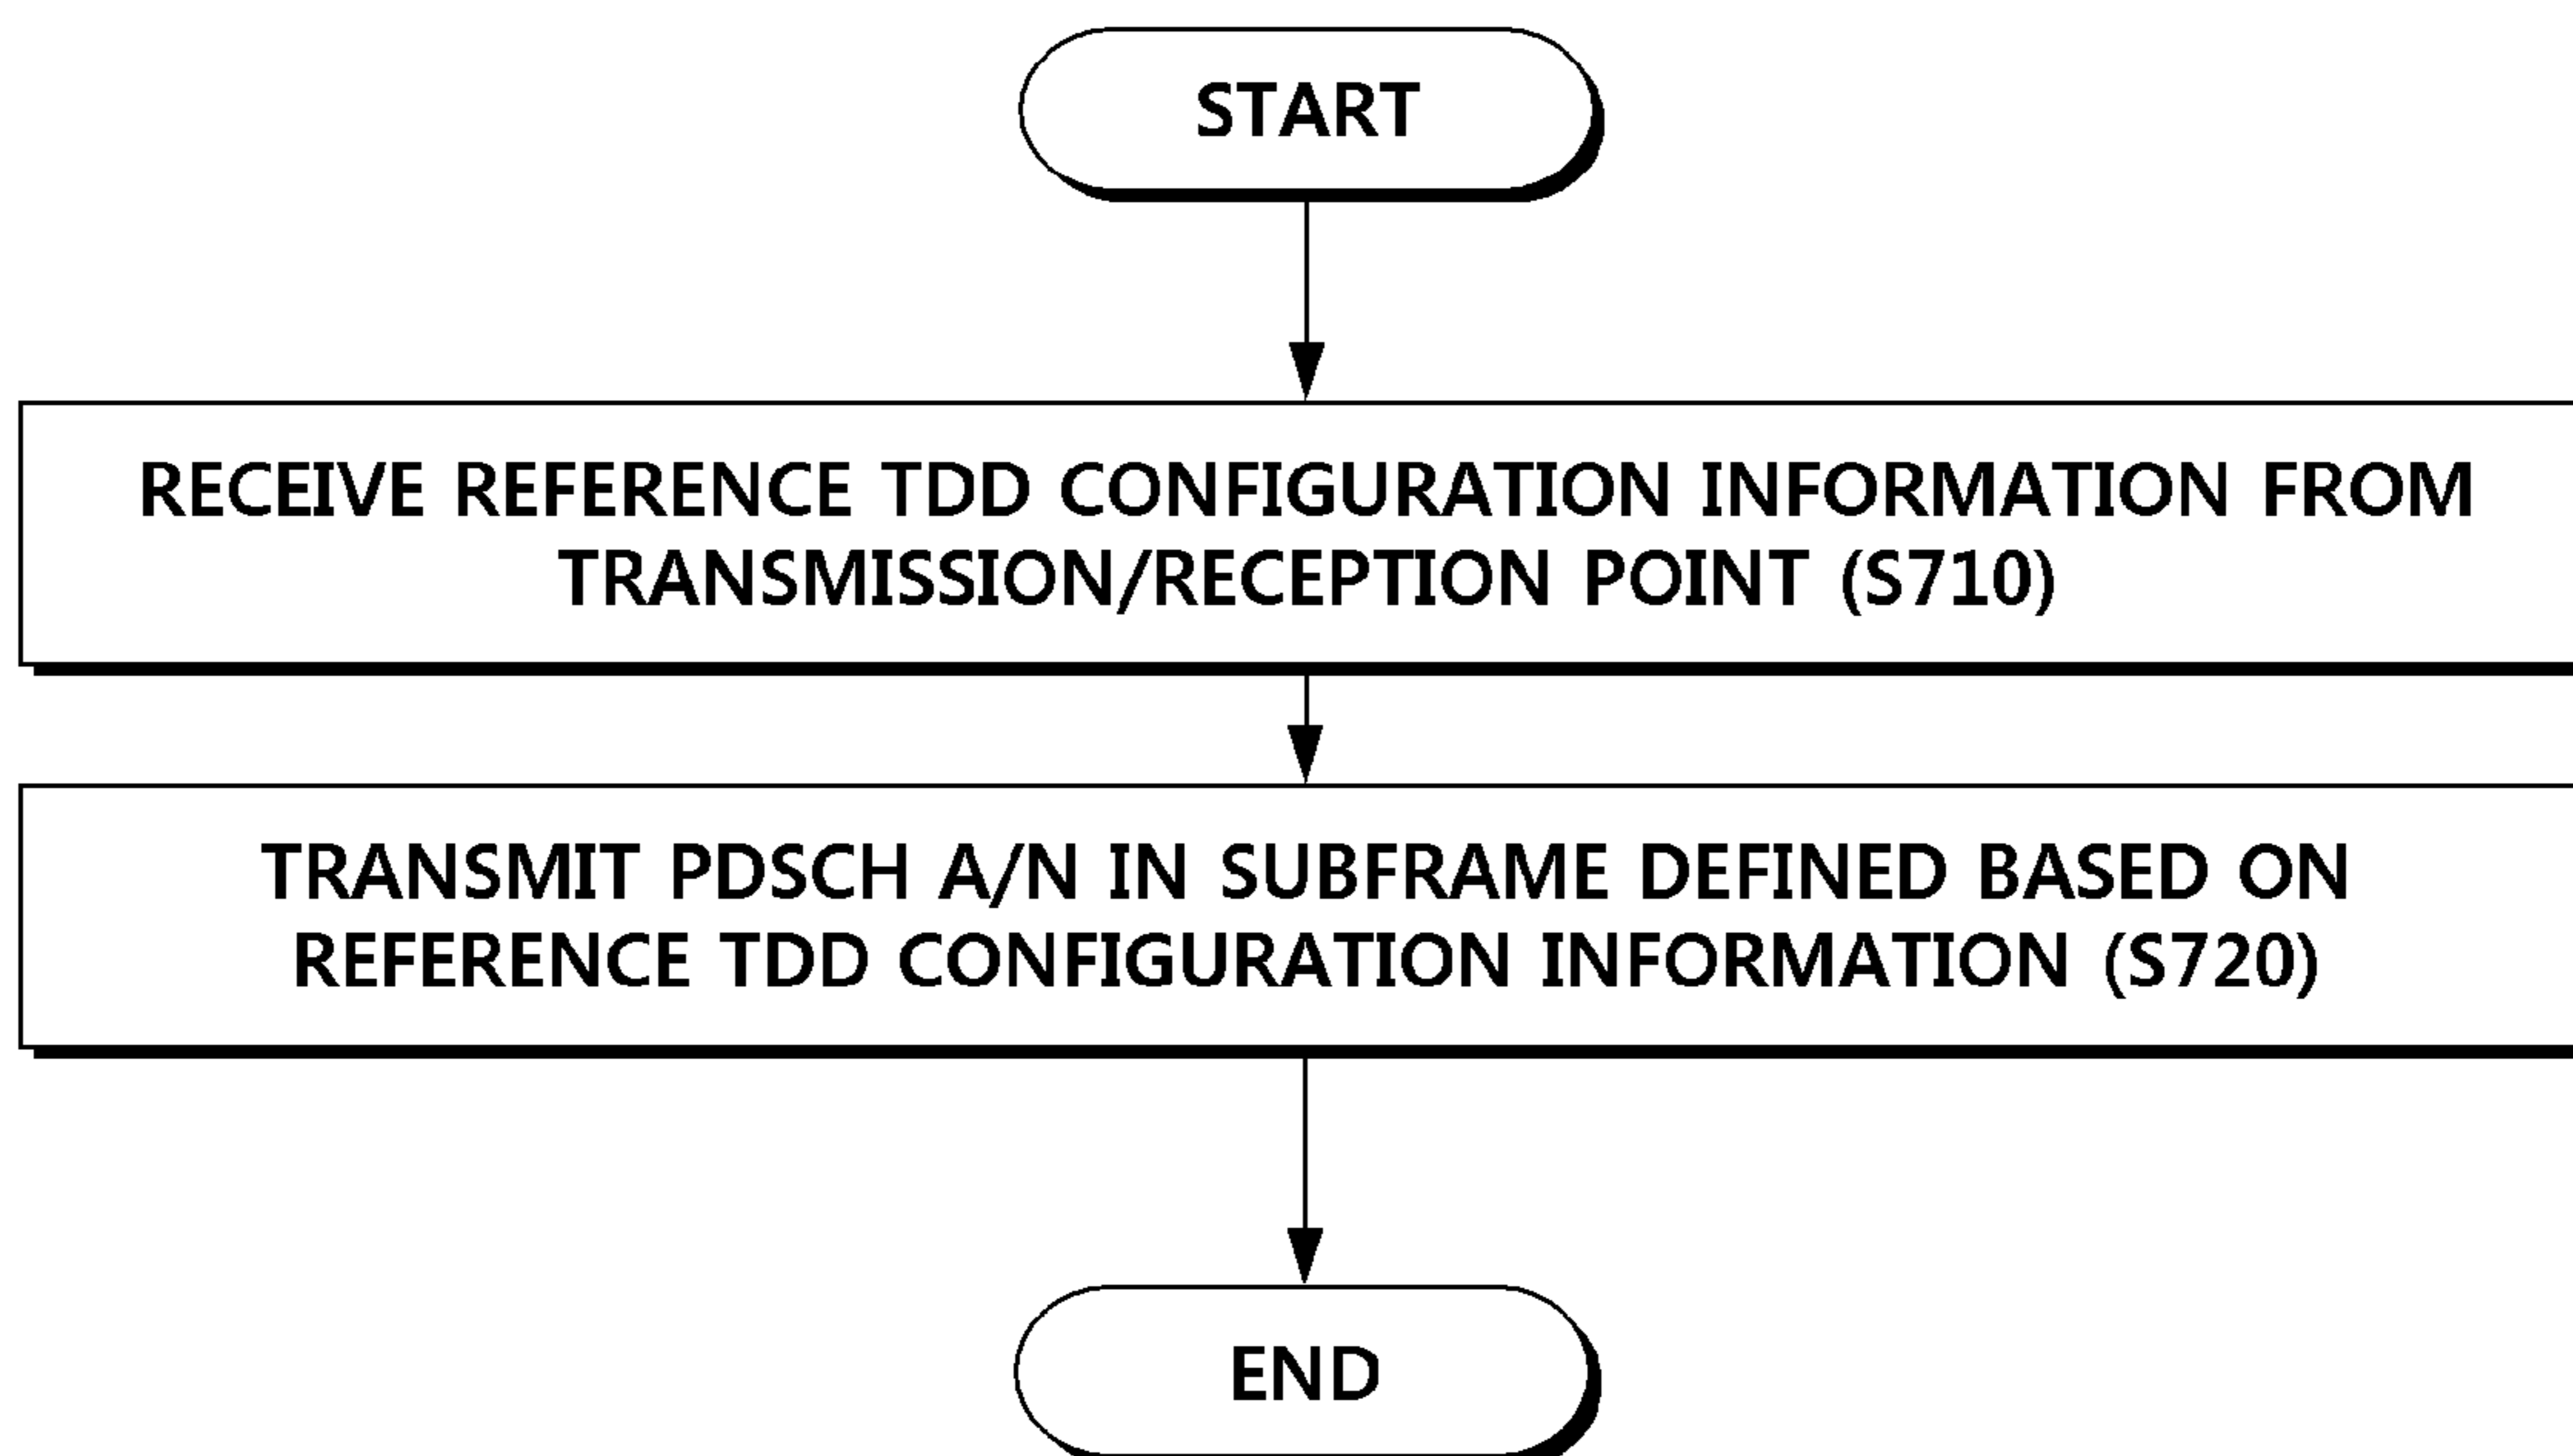 START
RECEIVE REFERENCE TDD CONFIGURATION INFORMATION FROM
TRANSMISSION/RECEPTION POINT (S710)
TRANSMIT PDSCH A/N IN SUBFRAME DEFINED BASED ON
REFERENCE TDD CONFIGURATION INFORMATION (S720)
END